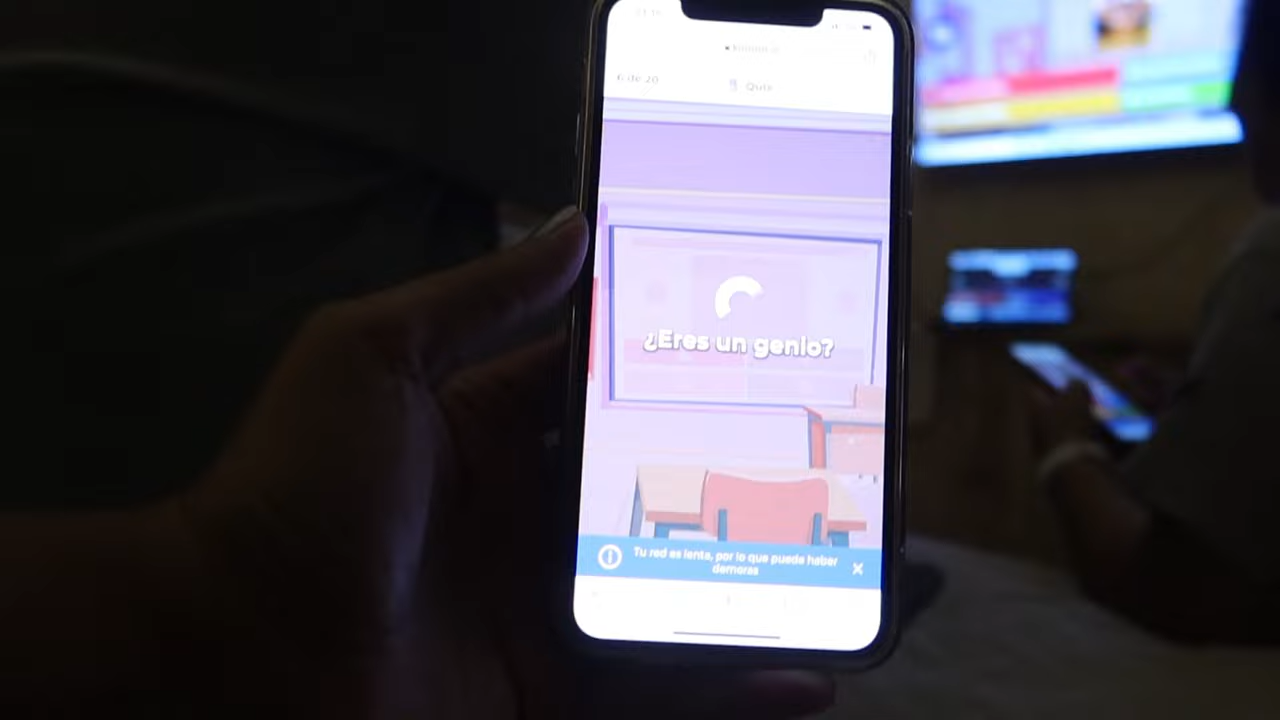 6 de 20
Quiz
¿Eres un genio?
Tu red es lenta, por lo que puede haber
demoras